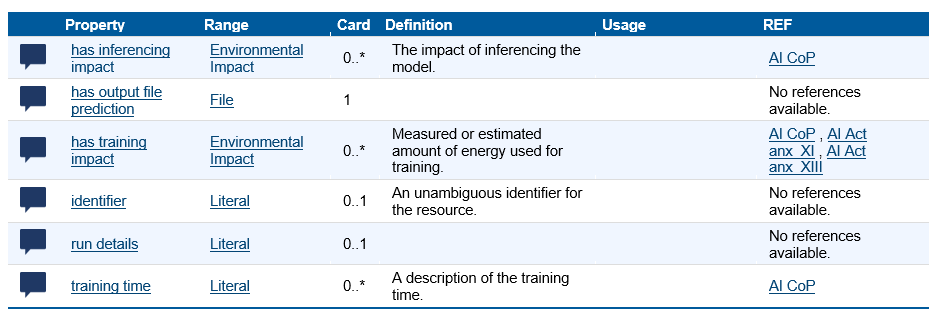 Property Range Card Definition Usage REF
has inferencing Environmental The impact of inferencing the
impact Impact 0..* model. AI CoP
has output file File 1 No references
prediction available.
has training Environmental 0..* Measured or estimated AI CoP , AI Act
impact Impact amount of energy used for anx_XI , AI Act
training. anx_XIII
identifier Literal 0..1 An unambiguous identifier for No references
the resource. available.
run details Literal 0..1 No references
available.
training time Literal 0..* A description of the training AI CoP
time.